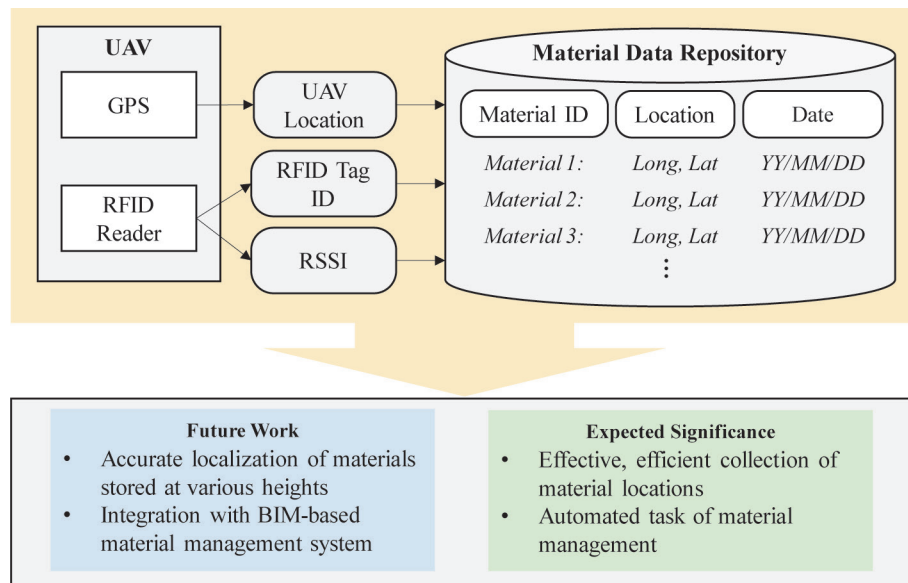 UAV
GPS
RFID
Reader
UAV
Location
RFID Tag
ID
RSSI
Material Data Repository
Material ID Location Date
Material 1: Long, Lat YY/MM/DD
Material 2: Long, Lat YY/MM/DD
Material 3: Long, Lat YY/MM/DD
⋮
Future Work
• Accurate localization of materials
stored at various heights
• Integration with BIM-based
material management system
Expected Significance
• Effective, efficient collection of
material locations
• Automated task of material
management